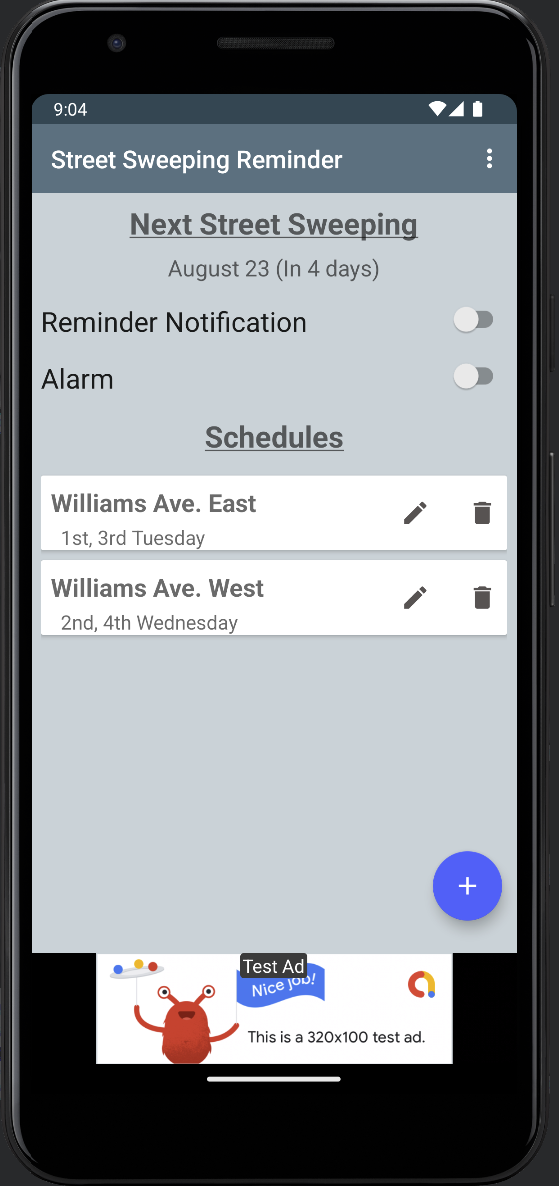 9:04
Street Sweeping Reminder
Next Street Sweeping
August 23 (In 4 days)
Reminder Notification
Alarm
Schedules
Williams Ave. East
1st, 3rd Tuesday
Williams Ave. West
2nd, 4th Wednesday
+
Test Ad
Nice job!
This is a 320x100 test ad.